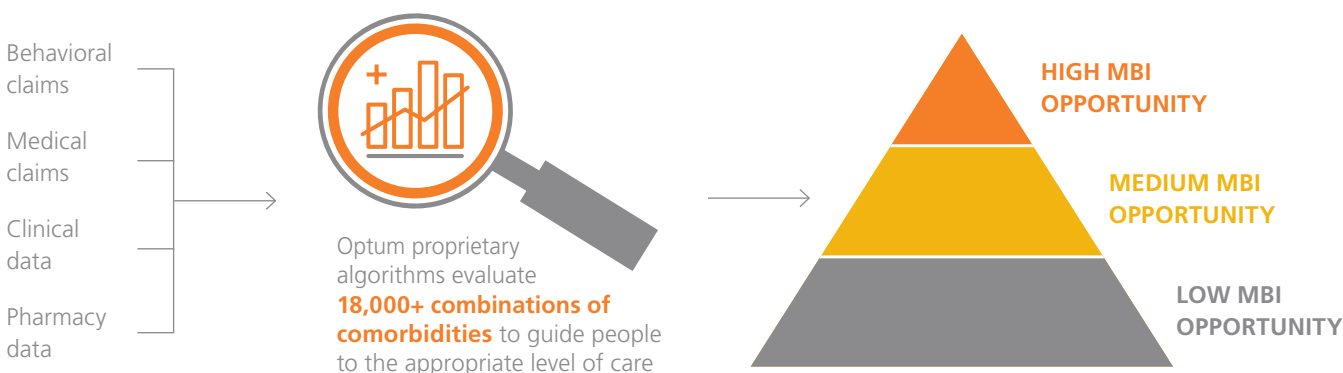 Behavioral
claims
Medical
claims
Clinical
data
Pharmacy
data
Optum proprietary
algorithms evaluate
18,000+ combinations of
comorbidities to guide people
to the appropriate level of care
HIGH MBI
OPPORTUNITY
MEDIUM MBI
OPPORTUNITY
LOW MBI
OPPORTUNITY